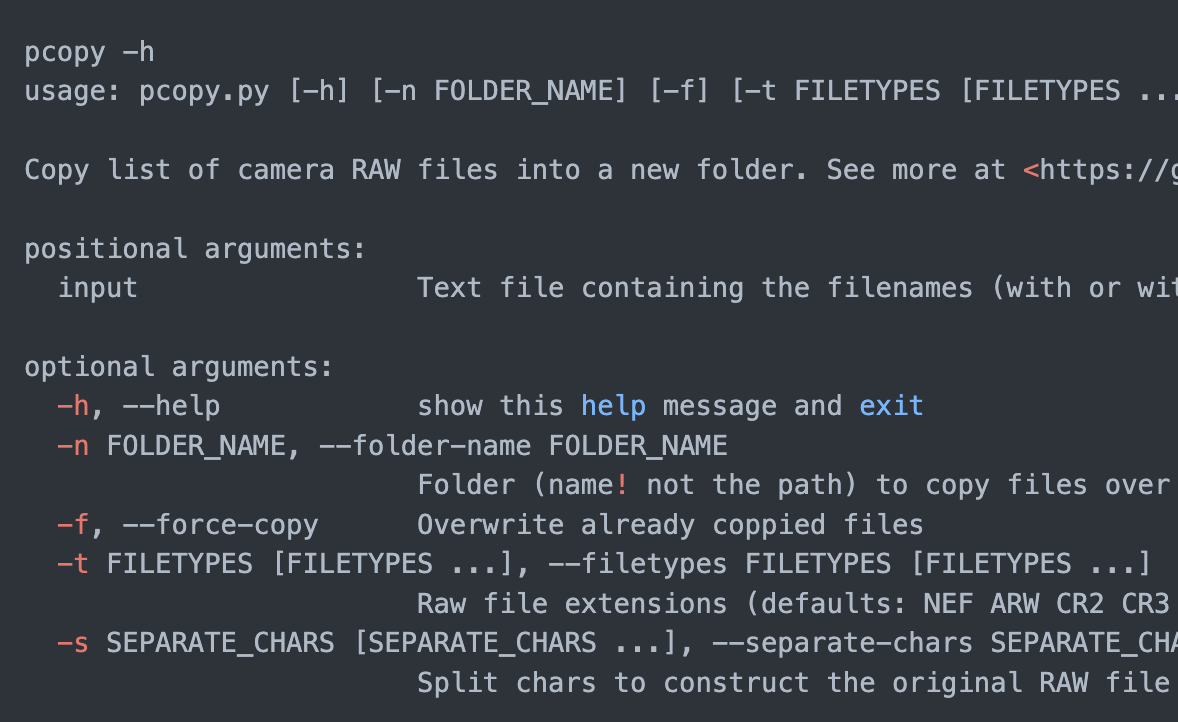 pcopy -h
usage: pcopy.py [-h] [-n FOLDER_NAME] [-f] [-t FILETYPES [FILETYPES ...
Copy list of camera RAW files into a new folder. See more at <https://g
positional arguments:
input Text file containing the filenames (with or wit
optional arguments:
-h, --help show this help message and exit
-n FOLDER_NAME, --folder-name FOLDER_NAME
Folder (name! not the path) to copy files over
-f, --force-copy Overwrite already coppied files
-t FILETYPES [FILETYPES ...], --filetypes FILETYPES [FILETYPES ...]
Raw file extensions (defaults: NEF ARW CR2 CR3
-s SEPARATE_CHARS [SEPARATE_CHARS ...], --separate-chars SEPARATE_CHA
Split chars to construct the original RAW file